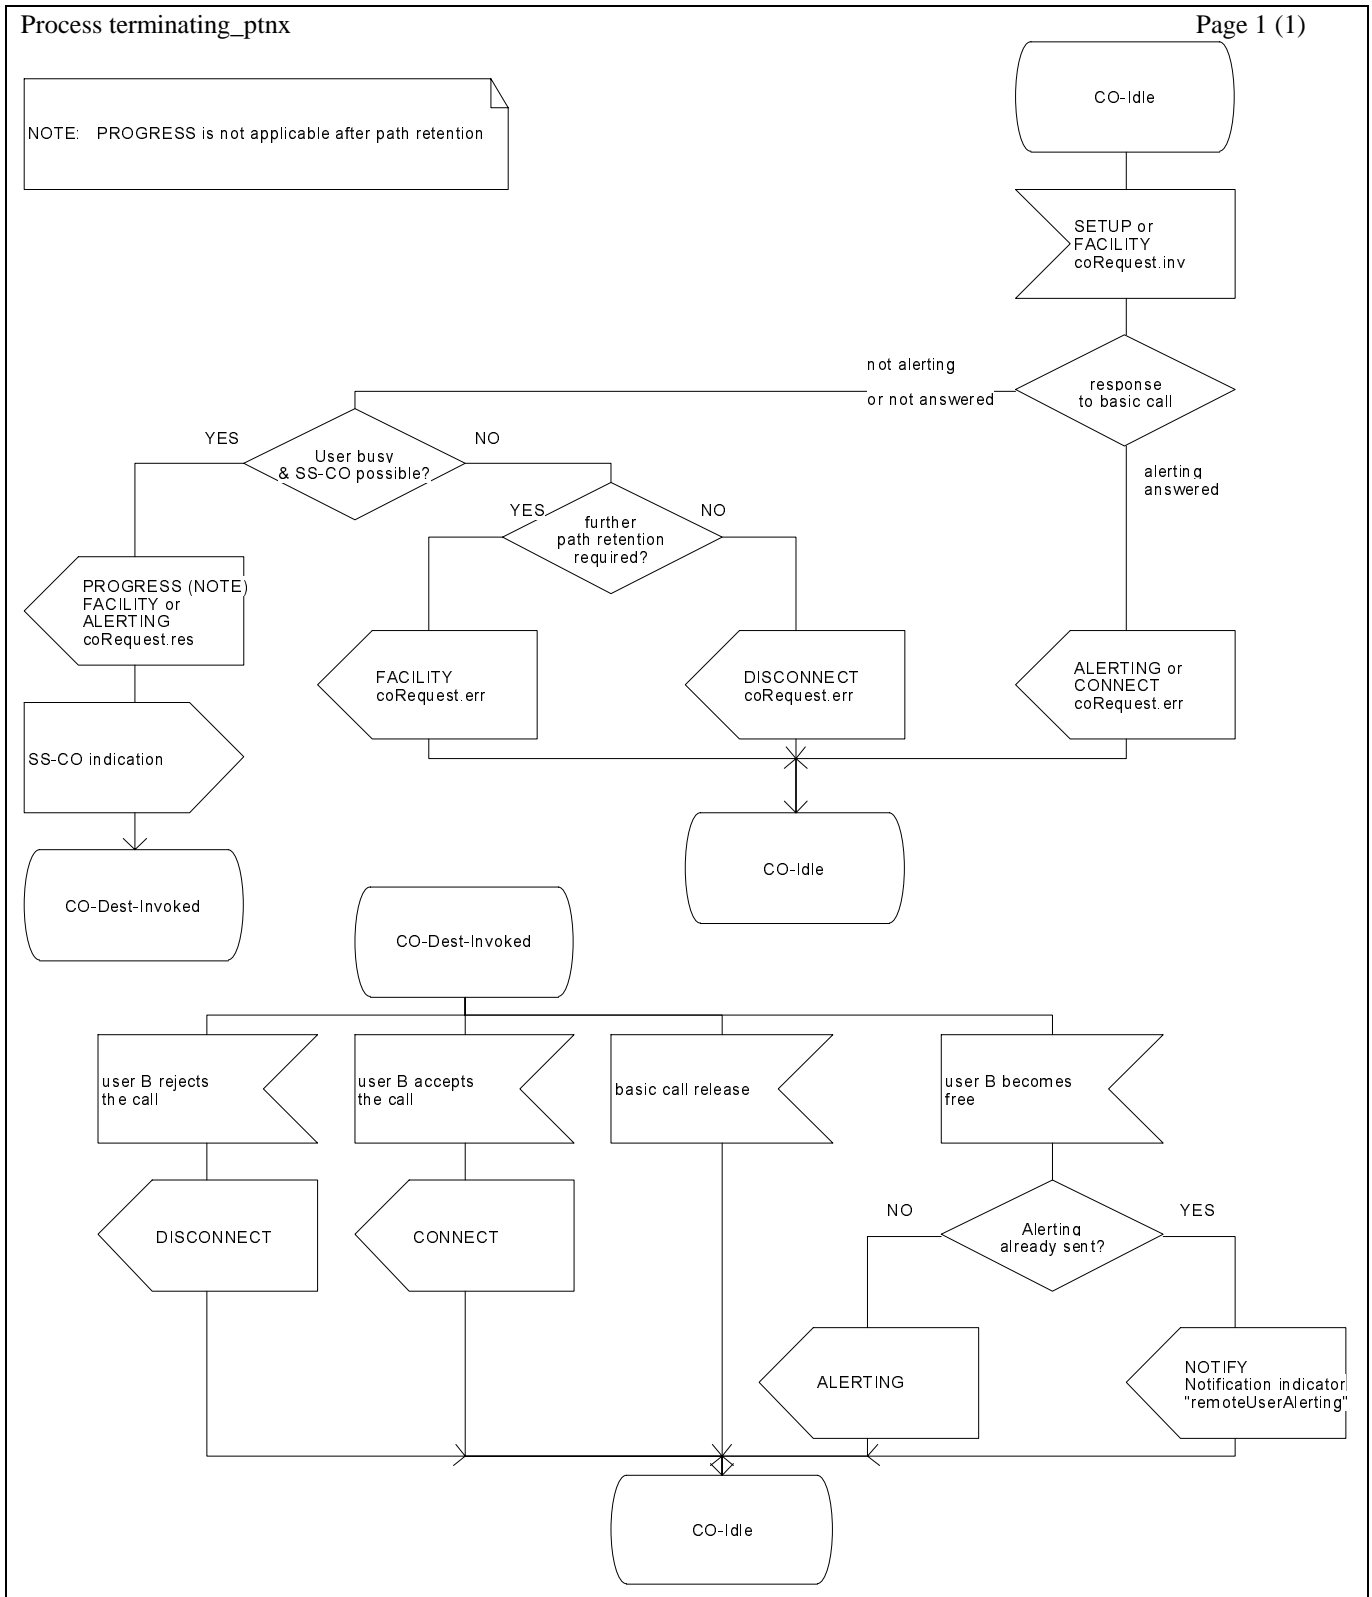 Process terminating_ptnx
Page 1 (1)
CO-Idle
NOTE: PROGRESS is not applicable after path retention
SETUP or
FACILITY
coRequest.inv
not alerting
or not answered
response
to basic call
YES
NO
User busy
& SS-CO possible?
alerting
answered
YES
NO
further
path retention
required?
PROGRESS (NOTE)
FACILITY or
ALERTING
coRequest.res
FACILITY
coRequest.err
DISCONNECT
coRequest.err
ALERTING or
CONNECT
coRequest.err
SS-CO indication
CO-Idle
CO-Dest-Invoked
CO-Dest-Invoked
user B rejects
the call
user B accepts
the call
basic call release
user B becomes
free
NO
YES
Alerting
already sent?
DISCONNECT
CONNECT
ALERTING
NOTIFY
Notification indicator
"remoteUserAlerting"
CO-Idle